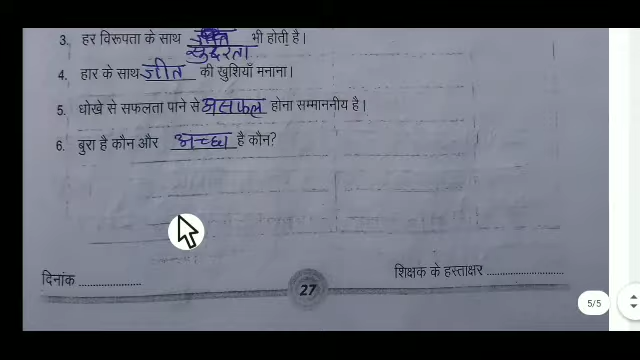 3. हर विरूपता के साथ सुंदरता भी होती है।
4. हार के साथ जीत की खुशियाँ मनाना।
5. धोखे से सफलता पाने से असफल होना सम्माननीय है।
6. बुरा है कौन और अच्छा है कौन?
दिनांक .....................
शिक्षक के हस्ताक्षर ..........................
27
5/5